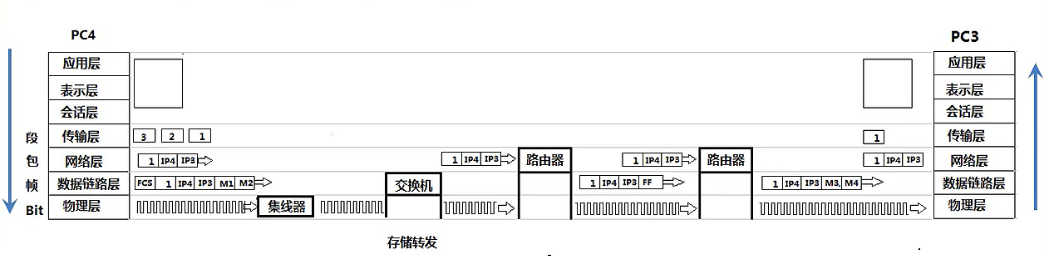 PC4
PC3
应用层
应用层
表示层
表示层
会话层
会话层
段 传输层 3 2 1
1 传输层
包 网络层 1 IP4 IP3
1 IP4 IP3 路由器 1 IP4 IP3 路由器 1 IP4 IP3 网络层
帧 数据链路层 FCS 1 IP4 IP3 M1 M2
交换机 1 IP4 IP3 FF 1 IP4 IP3 M3, M4 数据链路层
Bit 物理层 集线器 物理层
存储转发